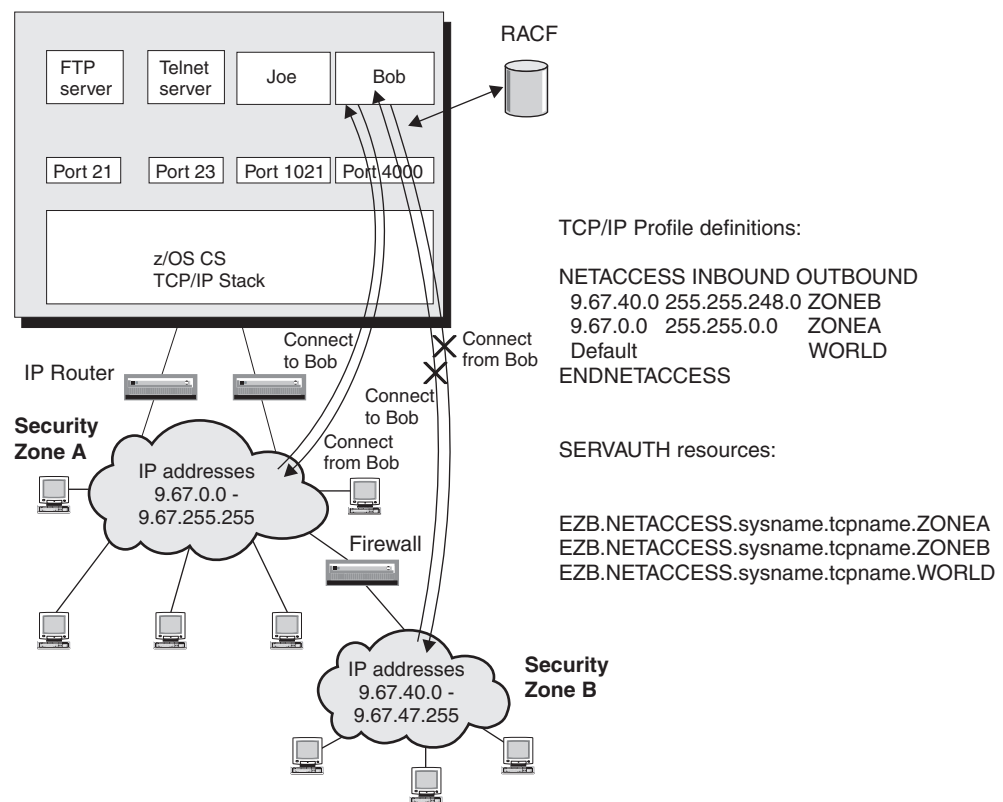 RACF
FTP
server
Telnet
server
Joe
Bob
Port 21
Port 23
Port 1021
Port 4000
z/OS CS
TCP/IP Stack
TCP/IP Profile definitions:
NETACCESS INBOUND OUTBOUND
9.67.40.0 255.255.248.0 ZONEB
9.67.0.0 255.255.0.0 ZONEA
Default WORLD
ENDNETACCESS
Connect
to Bob
Connect
from Bob
IP Router
Connect
to Bob
Security
Zone A
Connect
from Bob
IP addresses
9.67.0.0 -
9.67.255.255
SERVAUTH resources:
EZB.NETACCESS.sysname.tcpname.ZONEA
EZB.NETACCESS.sysname.tcpname.ZONEB
EZB.NETACCESS.sysname.tcpname.WORLD
Firewall
IP addresses
9.67.40.0 -
9.67.47.255
Security
Zone B